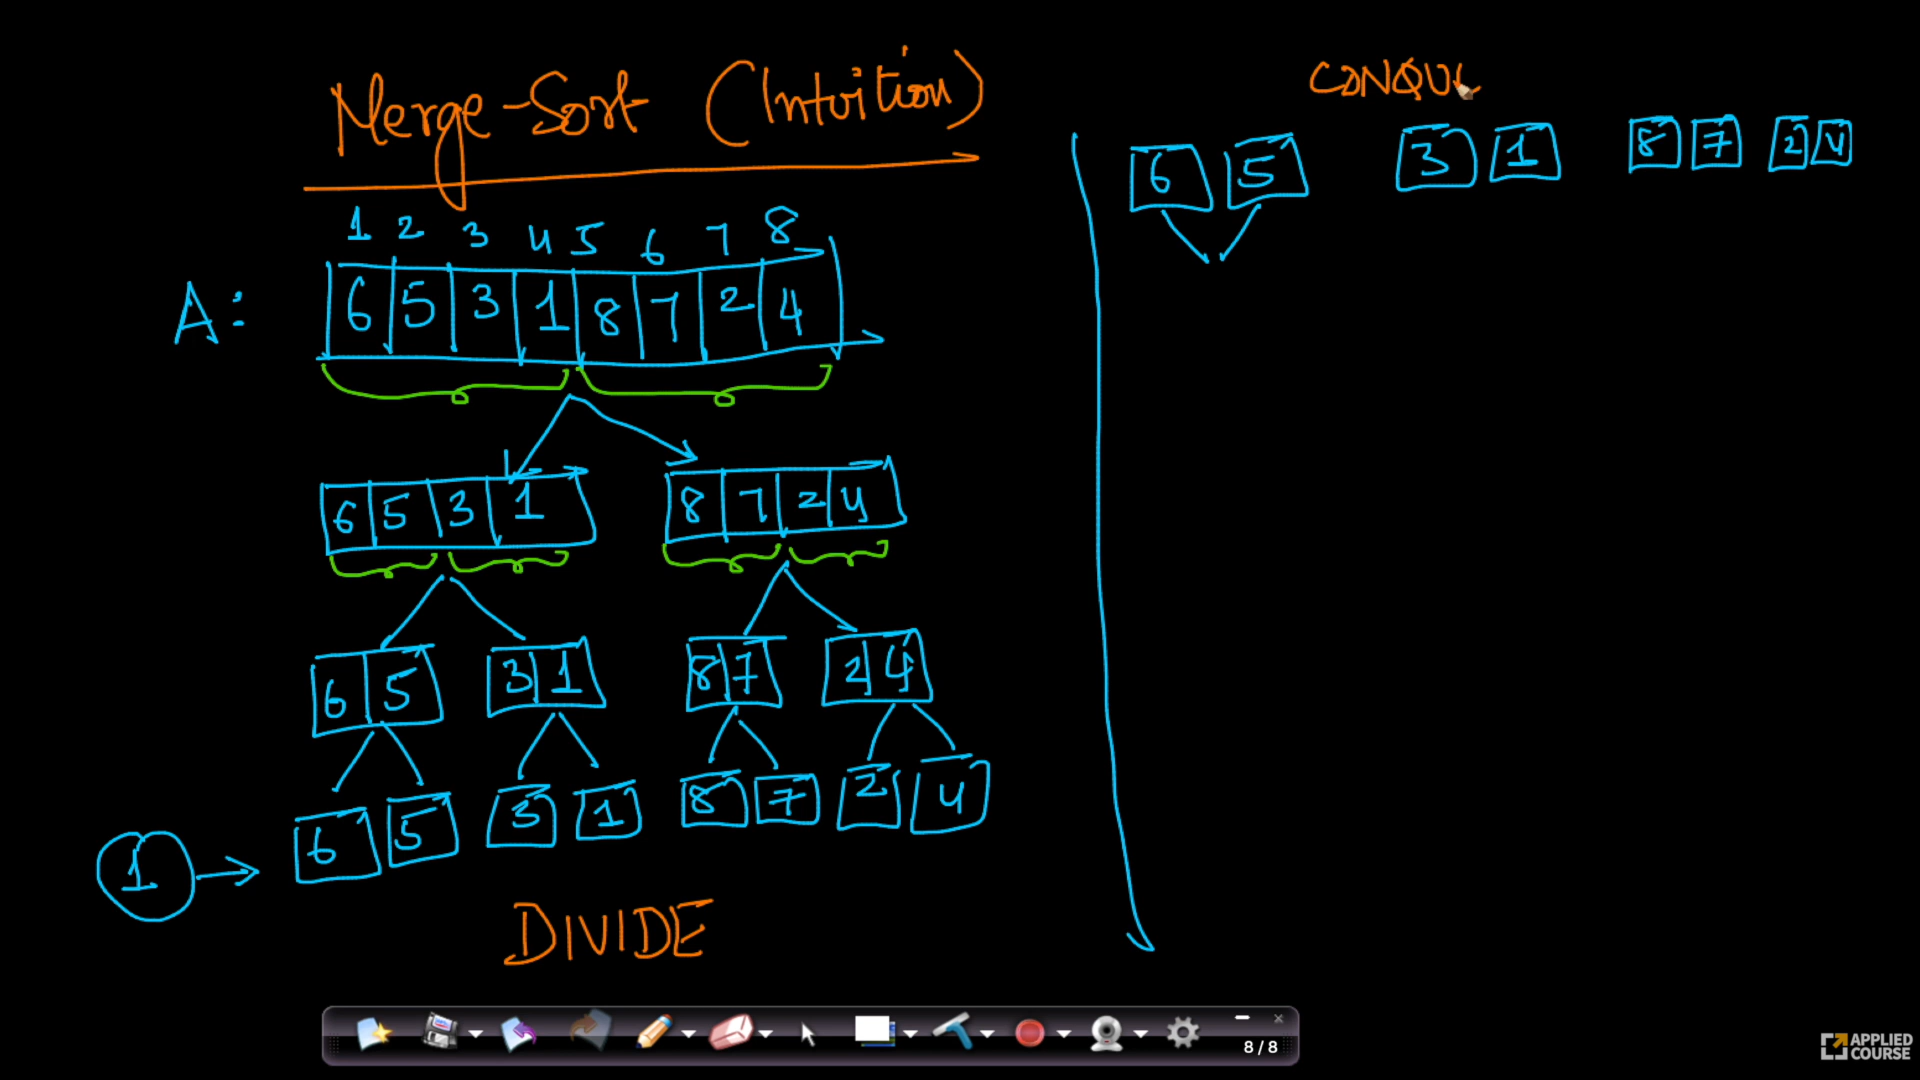 Merge-Sort (Intuition)
1 2 3 4 5 6 7 8
A: 6 5 3 1 8 7 2 4
6 5 3 1 8 7 2 4
6 5 3 1 8 7 2 4
6 5 3 1 8 7 2 4
1
DIVIDE
CONQU
6 5 3 1 8 7 2 4
8/8
APPLIED
COURSE